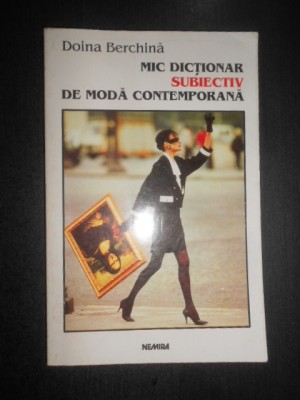 Doina Berchină
MIC DICȚIONAR
SUBIECTIV
DE MODĂ CONTEMPORANĂ
NEMIRA